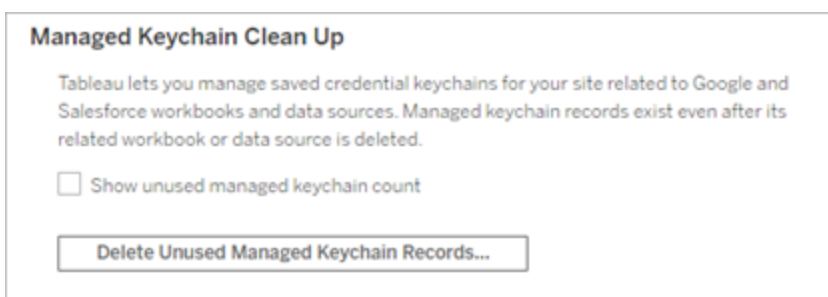 Managed Keychain Clean Up
Tableau lets you manage saved credential keychains for your site related to Google and
Salesforce workbooks and data sources. Managed keychain records exist even after its
related workbook or data source is deleted.
Show unused managed keychain count
Delete Unused Managed Keychain Records...